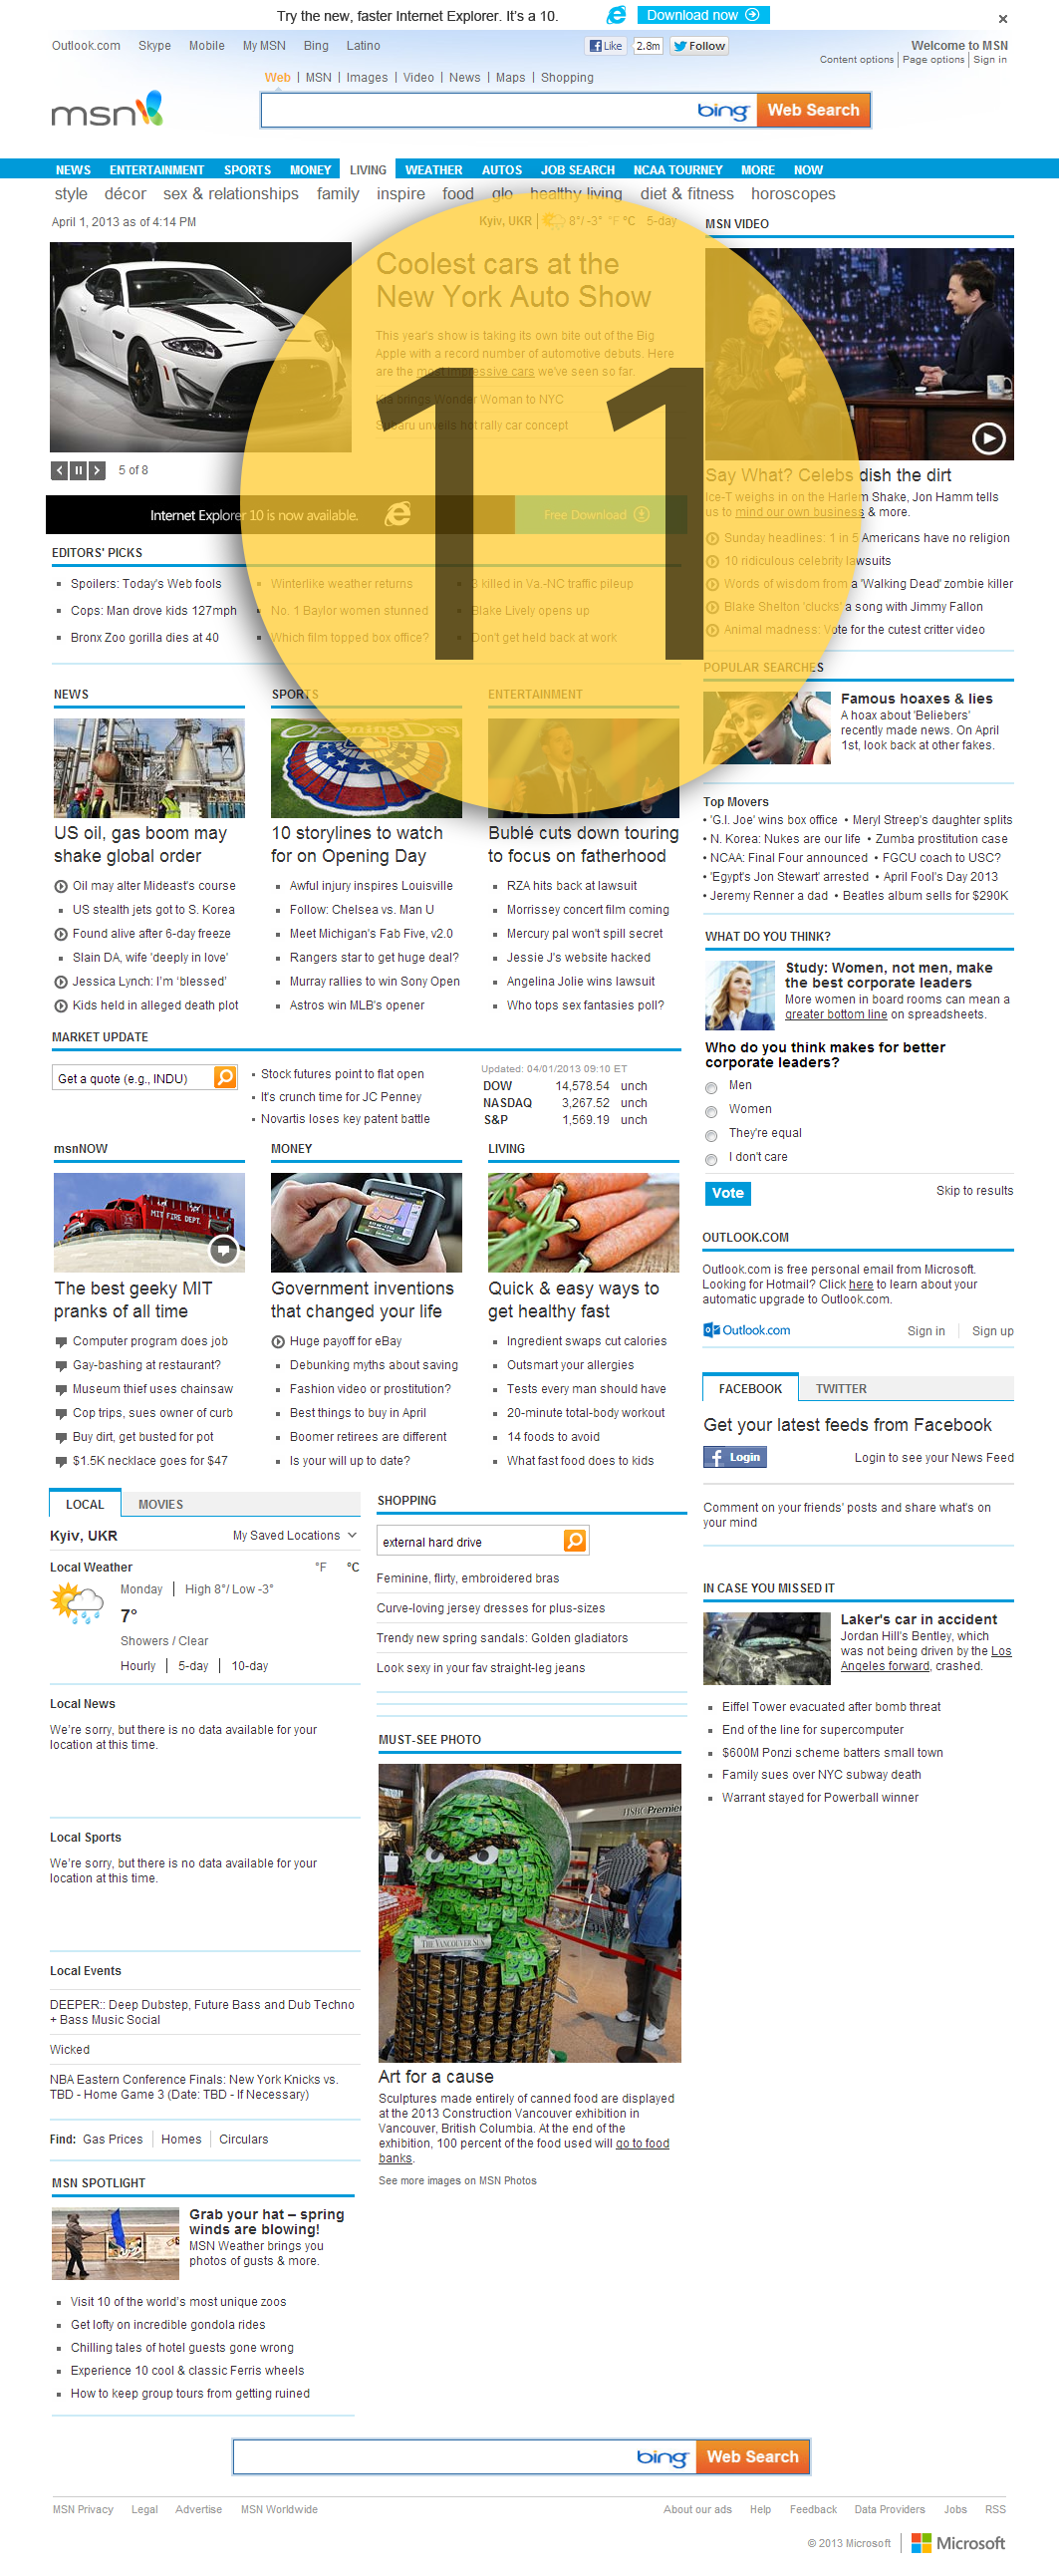 Try the new, faster Internet Explorer. It's a 10.
Download now
Outlook.com Skype Mobile My MSN Bing Latino
Like 2.8m Follow
Welcome to MSN
Content options Page options Sign in
Web MSN Images Video News Maps Shopping
msn
bing Web Search
NEWS ENTERTAINMENT SPORTS MONEY LIVING WEATHER AUTOS JOB SEARCH NCAA TOURNEY MORE NOW
style décor sex & relationships family inspire food glo healthy living diet & fitness horoscopes
April 1, 2013 as of 4:14 PM
Kyiv, UKR 8°/ -3° °F °C 5-day
Coolest cars at the
New York Auto Show
This year's show is taking its own bite out of the Big
Apple with a record number of automotive debuts. Here
are the most impressive cars we've seen so far.
Kia brings Wonder Woman to NYC
Subaru unveils hot rally car concept
11
5 of 8
Internet Explorer 10 is now available.
Free Download
EDITORS' PICKS
Spoilers: Today's Web fools
Cops: Man drove kids 127mph
Bronx Zoo gorilla dies at 40
Winterlike weather returns
No. 1 Baylor women stunned
Which film topped box office?
3 killed in Va.-NC traffic pileup
Blake Lively opens up
Don't get held back at work
NEWS
US oil, gas boom may
shake global order
Oil may alter Mideast's course
US stealth jets got to S. Korea
Found alive after 6-day freeze
Slain DA, wife 'deeply in love'
Jessica Lynch: I'm 'blessed'
Kids held in alleged death plot
SPORTS
Opening Day
10 storylines to watch
for on Opening Day
Awful injury inspires Louisville
Follow: Chelsea vs. Man U
Meet Michigan's Fab Five, v2.0
Rangers star to get huge deal?
Murray rallies to win Sony Open
Astros win MLB's opener
ENTERTAINMENT
Bublé cuts down touring
to focus on fatherhood
RZA hits back at lawsuit
Morrissey concert film coming
Mercury pal won't spill secret
Jessie J's website hacked
Angelina Jolie wins lawsuit
Who tops sex fantasies poll?
MARKET UPDATE
Get a quote (e.g., INDU)
Stock futures point to flat open
It's crunch time for JC Penney
Novartis loses key patent battle
Updated: 04/01/2013 09:10 ET
DOW 14,578.54 unch
NASDAQ 3,267.52 unch
S&P 1,569.19 unch
msnNOW
MIT FIRE DEPT.
The best geeky MIT
pranks of all time
Computer program does job
Gay-bashing at restaurant?
Museum thief uses chainsaw
Cop trips, sues owner of curb
Buy dirt, get busted for pot
$1.5K necklace goes for $47
MONEY
Government inventions
that changed your life
Huge payoff for eBay
Debunking myths about saving
Fashion video or prostitution?
Best things to buy in April
Boomer retirees are different
Is your will up to date?
LIVING
Quick & easy ways to
get healthy fast
Ingredient swaps cut calories
Outsmart your allergies
Tests every man should have
20-minute total-body workout
14 foods to avoid
What fast food does to kids
LOCAL MOVIES
Kyiv, UKR My Saved Locations
Local Weather °F °C
Monday High 8°/ Low -3°
7°
Showers / Clear
Hourly 5-day 10-day
Local News
We're sorry, but there is no data available for your
location at this time.
Local Sports
We're sorry, but there is no data available for your
location at this time.
Local Events
DEEPER:: Deep Dubstep, Future Bass and Dub Techno
+ Bass Music Social
Wicked
NBA Eastern Conference Finals: New York Knicks vs.
TBD - Home Game 3 (Date: TBD - If Necessary)
Find: Gas Prices Homes Circulars
MSN SPOTLIGHT
Grab your hat – spring
winds are blowing!
MSN Weather brings you
photos of gusts & more.
Visit 10 of the world's most unique zoos
Get lofty on incredible gondola rides
Chilling tales of hotel guests gone wrong
Experience 10 cool & classic Ferris wheels
How to keep group tours from getting ruined
SHOPPING
external hard drive
Feminine, flirty, embroidered bras
Curve-loving jersey dresses for plus-sizes
Trendy new spring sandals: Golden gladiators
Look sexy in your fav straight-leg jeans
MUST-SEE PHOTO
HSBC Premier
THE VANCOUVER SUN
Art for a cause
Sculptures made entirely of canned food are displayed
at the 2013 Construction Vancouver exhibition in
Vancouver, British Columbia. At the end of the
exhibition, 100 percent of the food used will go to food
banks.
See more images on MSN Photos
MSN VIDEO
Say What? Celebs dish the dirt
Ice-T weighs in on the Harlem Shake, Jon Hamm tells
us to mind our own business & more.
Sunday headlines: 1 in 5 Americans have no religion
10 ridiculous celebrity lawsuits
Words of wisdom from a 'Walking Dead' zombie killer
Blake Shelton 'clucks' a song with Jimmy Fallon
Animal madness: Vote for the cutest critter video
POPULAR SEARCHES
Famous hoaxes & lies
A hoax about 'Beliebers'
recently made news. On April
1st, look back at other fakes.
Top Movers
• 'G.I. Joe' wins box office • Meryl Streep's daughter splits
• N. Korea: Nukes are our life • Zumba prostitution case
• NCAA: Final Four announced • FGCU coach to USC?
• 'Egypt's Jon Stewart' arrested • April Fool's Day 2013
• Jeremy Renner a dad • Beatles album sells for $290K
WHAT DO YOU THINK?
Study: Women, not men, make
the best corporate leaders
More women in board rooms can mean a
greater bottom line on spreadsheets.
Who do you think makes for better
corporate leaders?
Men
Women
They're equal
I don't care
Vote Skip to results
OUTLOOK.COM
Outlook.com is free personal email from Microsoft.
Looking for Hotmail? Click here to learn about your
automatic upgrade to Outlook.com.
Outlook.com Sign in Sign up
FACEBOOK TWITTER
Get your latest feeds from Facebook
Login Login to see your News Feed
Comment on your friends' posts and share what's on
your mind
IN CASE YOU MISSED IT
Laker's car in accident
Jordan Hill's Bentley, which
was not being driven by the Los
Angeles forward, crashed.
Eiffel Tower evacuated after bomb threat
End of the line for supercomputer
$600M Ponzi scheme batters small town
Family sues over NYC subway death
Warrant stayed for Powerball winner
bing Web Search
MSN Privacy Legal Advertise MSN Worldwide
About our ads Help Feedback Data Providers Jobs RSS
© 2013 Microsoft Microsoft